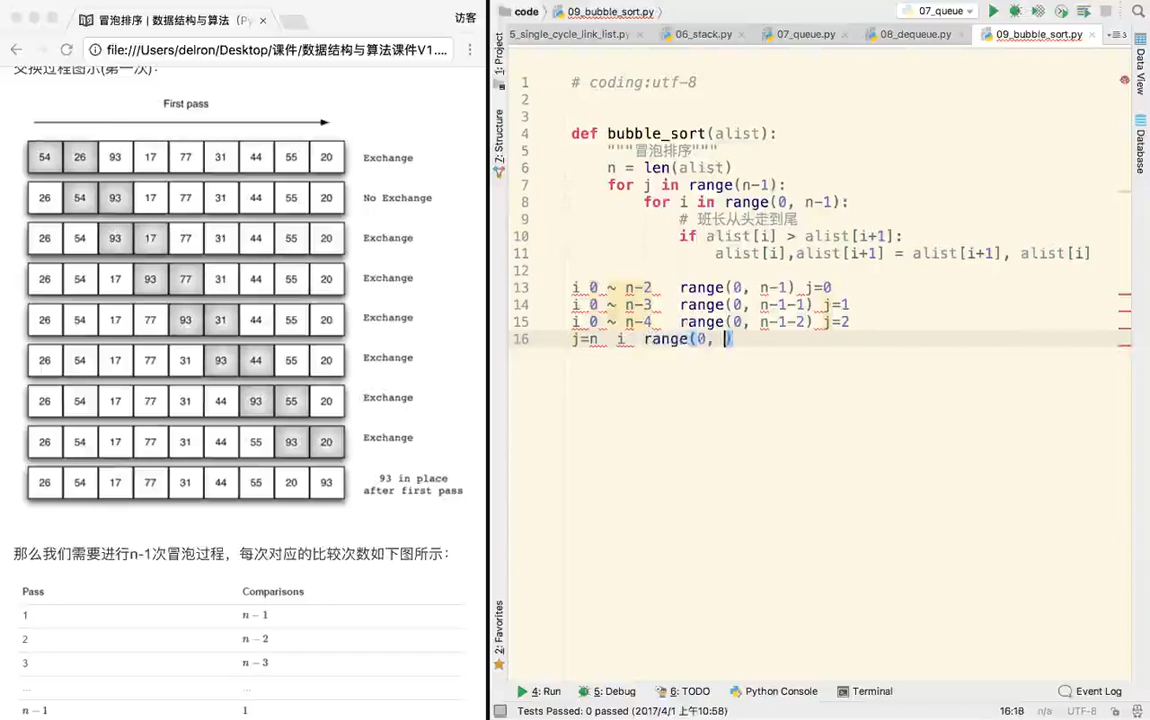 冒泡排序 | 数据结构与算法 (Py
访客
file:///Users/delron/Desktop/课件/数据结构与算法课件V1....
交换过程图示(第一次):
First pass
54 26 93 17 77 31 44 55 20 Exchange
26 54 93 17 77 31 44 55 20 No Exchange
26 54 93 17 77 31 44 55 20 Exchange
26 54 17 93 77 31 44 55 20 Exchange
26 54 17 77 93 31 44 55 20 Exchange
26 54 17 77 31 93 44 55 20 Exchange
26 54 17 77 31 44 93 55 20 Exchange
26 54 17 77 31 44 55 93 20 Exchange
26 54 17 77 31 44 55 20 93 93 in place
after first pass
那么我们需要进行n-1次冒泡过程，每次对应的比较次数如下图所示：
Pass Comparisons
1 n − 1
2 n − 2
3 n − 3
... ...
n − 1 1
code 09_bubble_sort.py 07_queue
5_single_cycle_link_list.py 06_stack.py 07_queue.py 08_dequeue.py 09_bubble_sort.py
1: Project
7: Structure
2: Favorites
Data View
Database
1 # coding:utf-8
2
3
4 def bubble_sort(alist):
5 """冒泡排序"""
6 n = len(alist)
7 for j in range(n-1):
8 for i in range(0, n-1):
9 # 班长从头走到尾
10 if alist[i] > alist[i+1]:
11 alist[i],alist[i+1] = alist[i+1], alist[i]
12
13 i 0 ~ n-2 range(0, n-1) j=0
14 i 0 ~ n-3 range(0, n-1-1) j=1
15 i 0 ~ n-4 range(0, n-1-2) j=2
16 j=n i range(0, )
4: Run 5: Debug 6: TODO Python Console Terminal Event Log
Tests Passed: 0 passed (2017/4/1 上午10:58) 16:18 n/a UTF-8